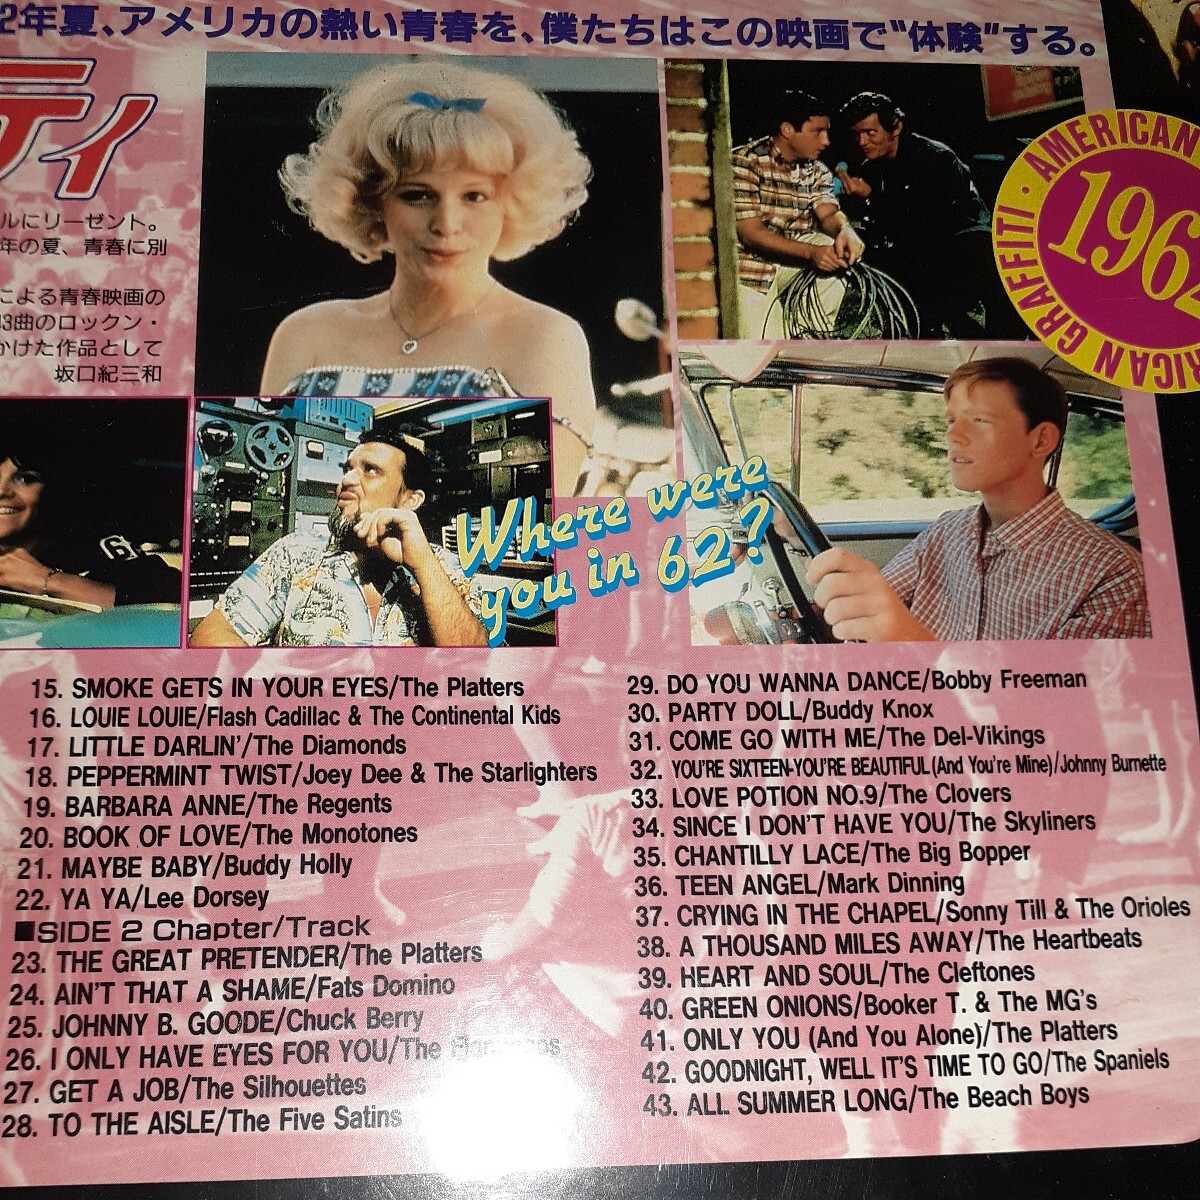 2年夏、アメリカの熱い青春を、僕たちはこの映画で"体験"する。
ティ
ルにリーゼント。
年の夏、青春に別
による青春映画の
43曲のロックン・
かけた作品として
坂口紀三和
AMERICAN GRAFFITI
1962
Where were
you in 62?
15. SMOKE GETS IN YOUR EYES/The Platters
16. LOUIE LOUIE/Flash Cadillac & The Continental Kids
17. LITTLE DARLIN'/The Diamonds
18. PEPPERMINT TWIST/Joey Dee & The Starlighters
19. BARBARA ANNE/The Regents
20. BOOK OF LOVE/The Monotones
21. MAYBE BABY/Buddy Holly
22. YA YA/Lee Dorsey
■SIDE 2 Chapter/Track
23. THE GREAT PRETENDER/The Platters
24. AIN'T THAT A SHAME/Fats Domino
25. JOHNNY B. GOODE/Chuck Berry
26. I ONLY HAVE EYES FOR YOU/The
27. GET A JOB/The Silhouettes
28. TO THE AISLE/The Five Satins
29. DO YOU WANNA DANCE/Bobby Freeman
30. PARTY DOLL/Buddy Knox
31. COME GO WITH ME/The Del-Vikings
32. YOU'RE SIXTEEN-YOU'RE BEAUTIFUL (And You're Mine)/Johnny Burnette
33. LOVE POTION NO.9/The Clovers
34. SINCE I DON'T HAVE YOU/The Skyliners
35. CHANTILLY LACE/The Big Bopper
36. TEEN ANGEL/Mark Dinning
37. CRYING IN THE CHAPEL/Sonny Till & The Orioles
38. A THOUSAND MILES AWAY/The Heartbeats
39. HEART AND SOUL/The Cleftones
40. GREEN ONIONS/Booker T. & The MG's
41. ONLY YOU (And You Alone)/The Platters
42. GOODNIGHT, WELL IT'S TIME TO GO/The Spaniels
43. ALL SUMMER LONG/The Beach Boys